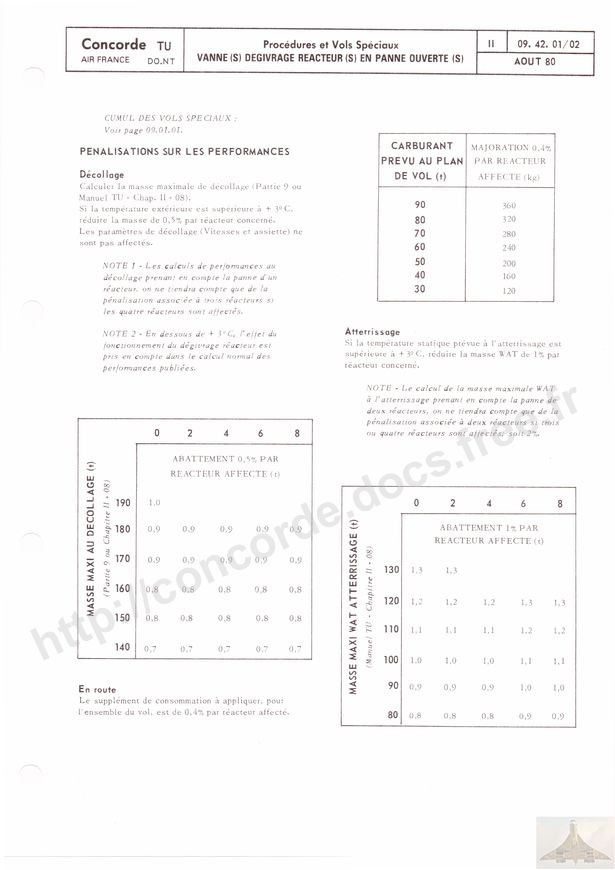 Concorde TU
AIR FRANCE DO.NT
Procédures et Vols Spéciaux
VANNE(S) DEGIVRAGE REACTEUR(S) EN PANNE OUVERTE(S)
II
09. 42. 01/02
AOUT 80
CUMUL DES VOLS SPECIAUX :
Voir page 09.01.01.
PENALISATIONS SUR LES PERFORMANCES
Décollage
Calculer la masse maximale de décollage (Partie 9 ou
Manuel TU - Chap. II - 08).
Si la température extérieure est supérieure à + 3°C,
réduire la masse de 0,5% par réacteur concerné.
Les paramètres de décollage (Vitesses et assiette) ne
sont pas affectés.
NOTE 1 - Les calculs de performances au
décollage prenant en compte la panne d'un
réacteur, on ne tiendra compte que de la
pénalisation associée à trois réacteurs si
les quatre réacteurs sont affectés.
NOTE 2 - En dessous de + 3°C, l'effet du
fonctionnement du dégivrage réacteur est
pris en compte dans le calcul normal des
performances publiées.
0 2 4 6 8
ABATTEMENT 0,5% PAR
REACTEUR AFFECTE (t)
MASSE MAXI AU DECOLLAGE (t)
(Partie 9 ou Chapitre II - 08)
190 1,0
180 0,9 0,9 0,9 0,9 0,9
170 0,9 0,9 0,9 0,9 0,9
160 0,8 0,8 0,8 0,8 0,8
150 0,8 0,8 0,8 0,8 0,8
140 0,7 0,7 0,7 0,7 0,7
En route
Le supplément de consommation à appliquer, pour
l'ensemble du vol, est de 0,4% par réacteur affecté.
CARBURANT PREVU AU PLAN DE VOL (t)
MAJORATION 0,4% PAR REACTEUR AFFECTE (kg)
90 360
80 320
70 280
60 240
50 200
40 160
30 120
Atterrissage
Si la température statique prévue à l'atterrissage est
supérieure à + 3°C, réduire la masse WAT de 1% par
réacteur concerné.
NOTE - Le calcul de la masse maximale WAT
à l'atterrissage prenant en compte la panne de
deux réacteurs, on ne tiendra compte que de la
pénalisation associée à deux réacteurs si trois
ou quatre réacteurs sont affectés; soit 2%.
0 2 4 6 8
ABATTEMENT 1% PAR
REACTEUR AFFECTE (t)
MASSE MAXI WAT ATTERRISSAGE (t)
(Manuel TU - Chapitre II - 08)
130 1,3 1,3
120 1,2 1,2 1,2 1,3 1,3
110 1,1 1,1 1,1 1,2 1,2
100 1,0 1,0 1,0 1,1 1,1
90 0,9 0,9 0,9 1,0 1,0
80 0,8 0,8 0,8 0,9 0,9
http://concorde.docs.free.fr